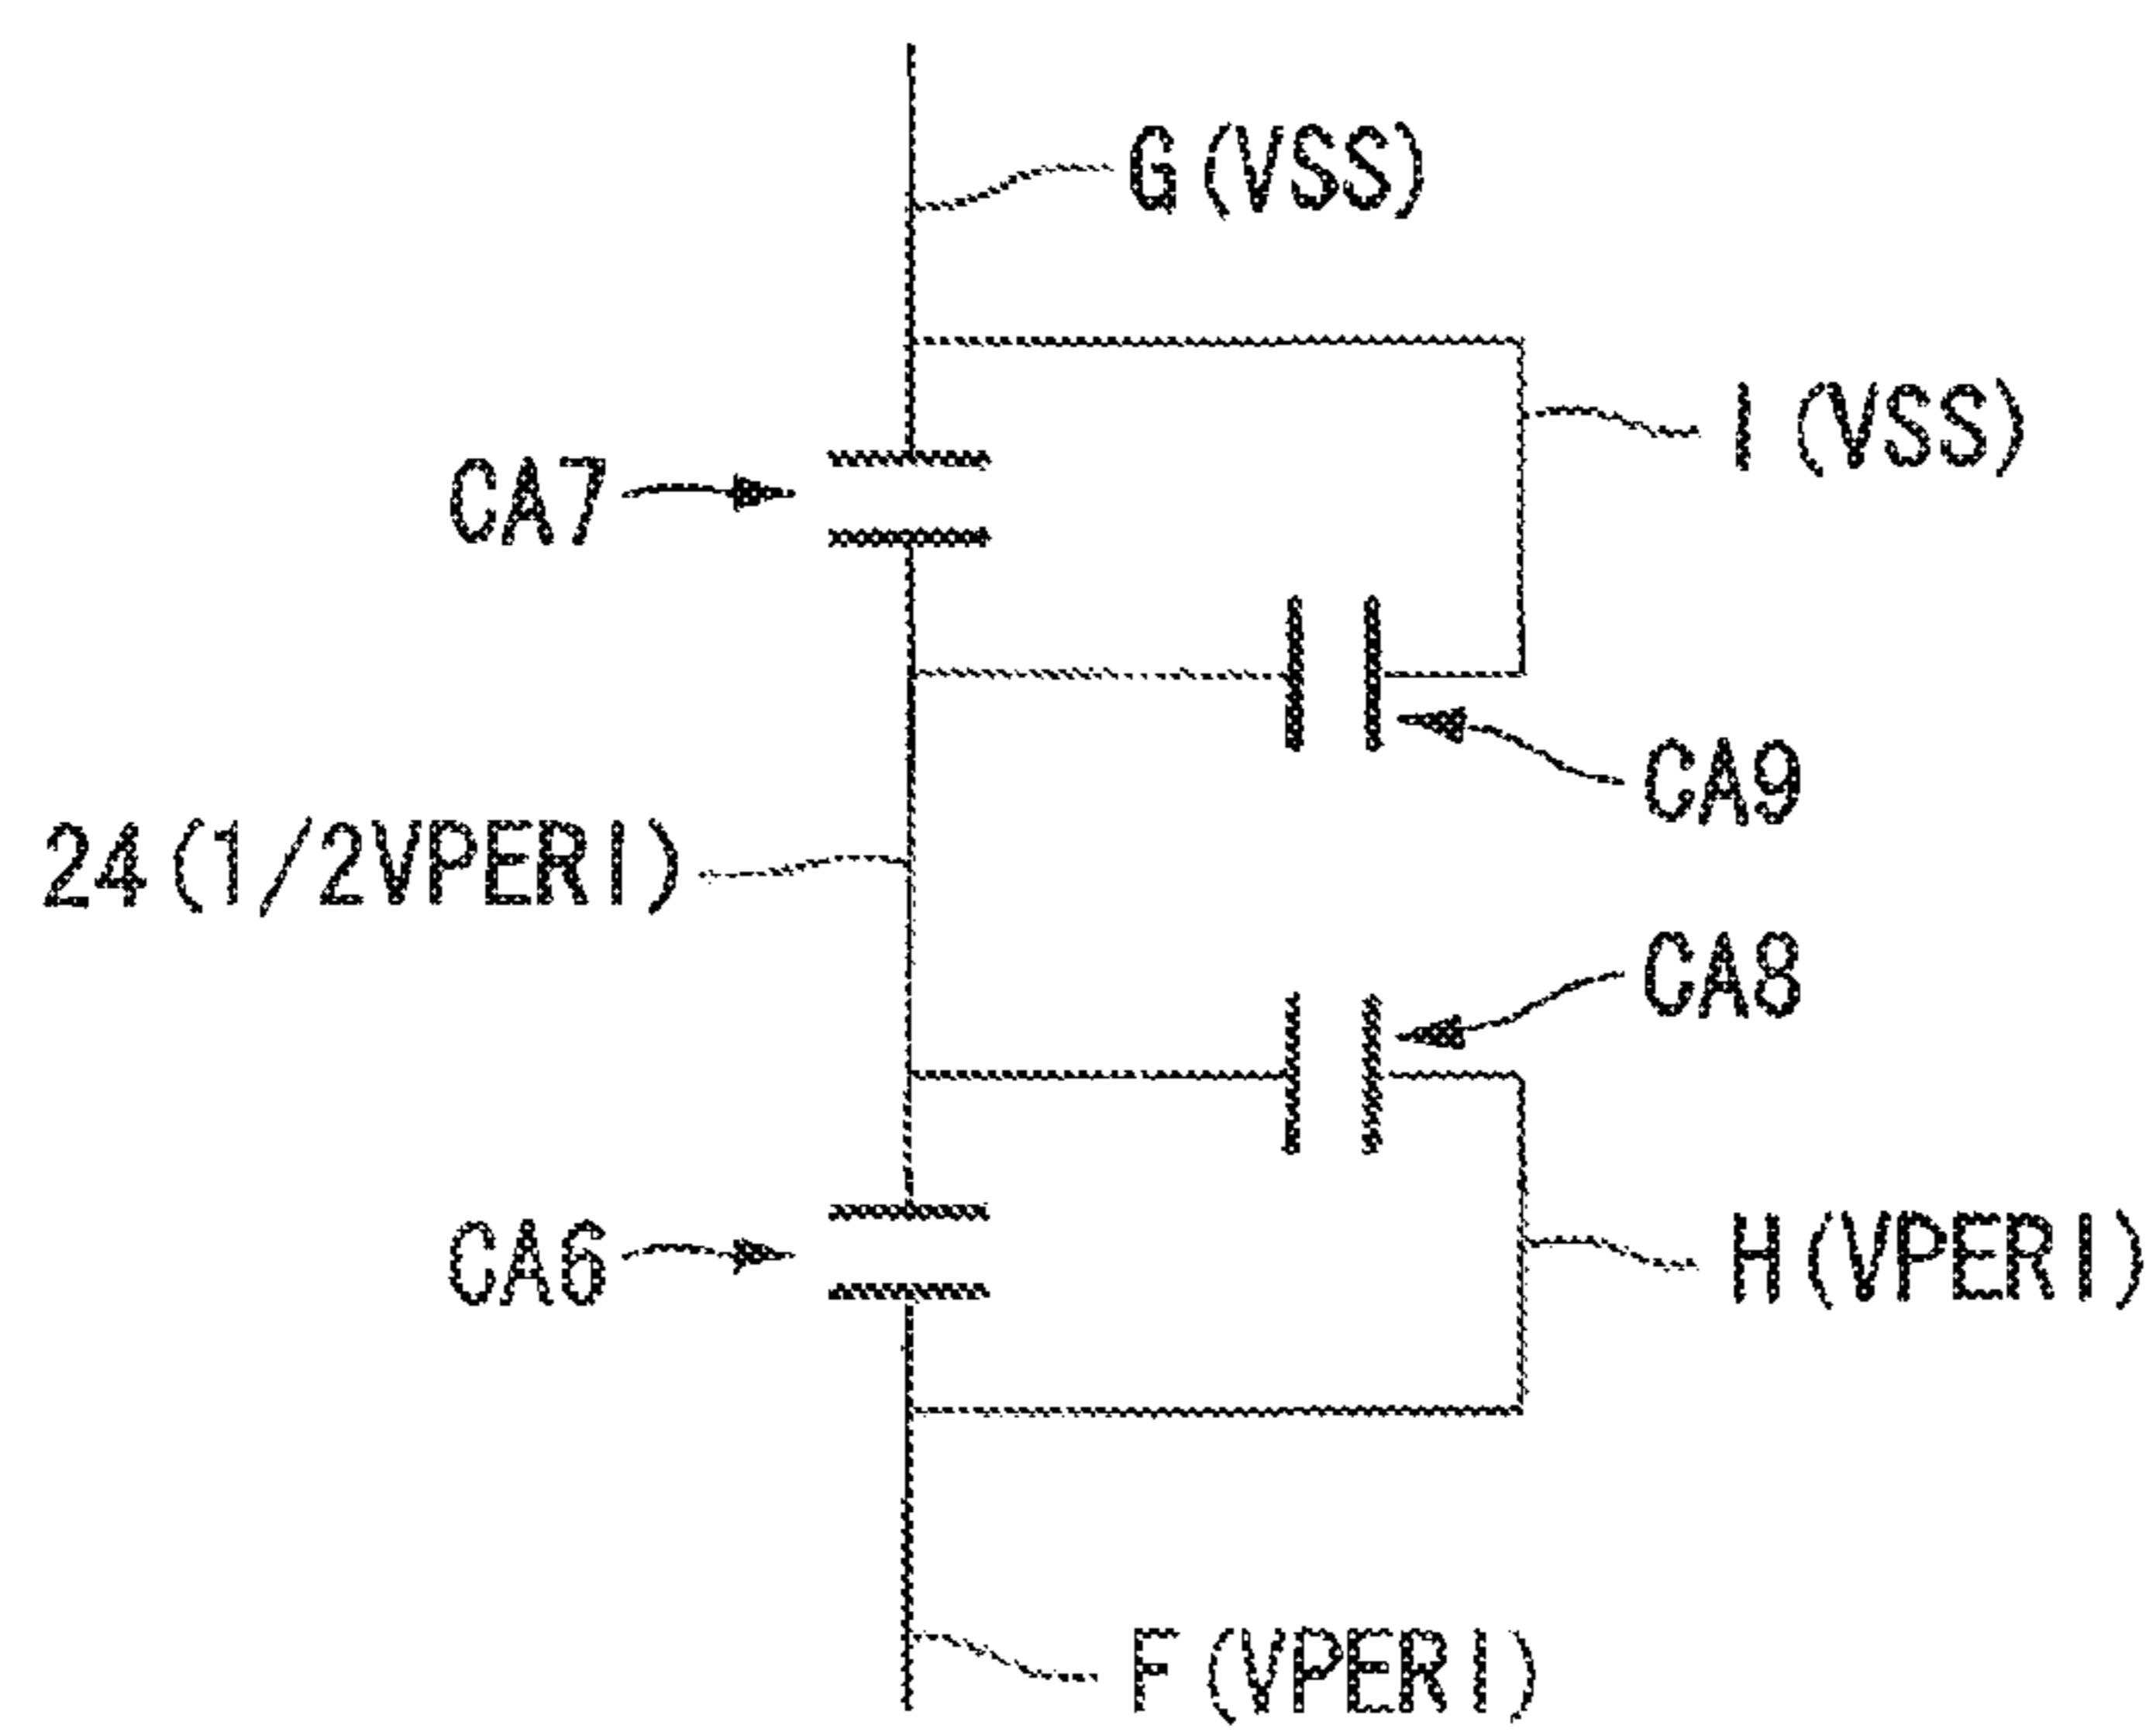 G(VSS)
I(VSS)
CA7
CA9
24(1/2VPERI)
CA8
CA6
H(VPERI)
F(VPERI)